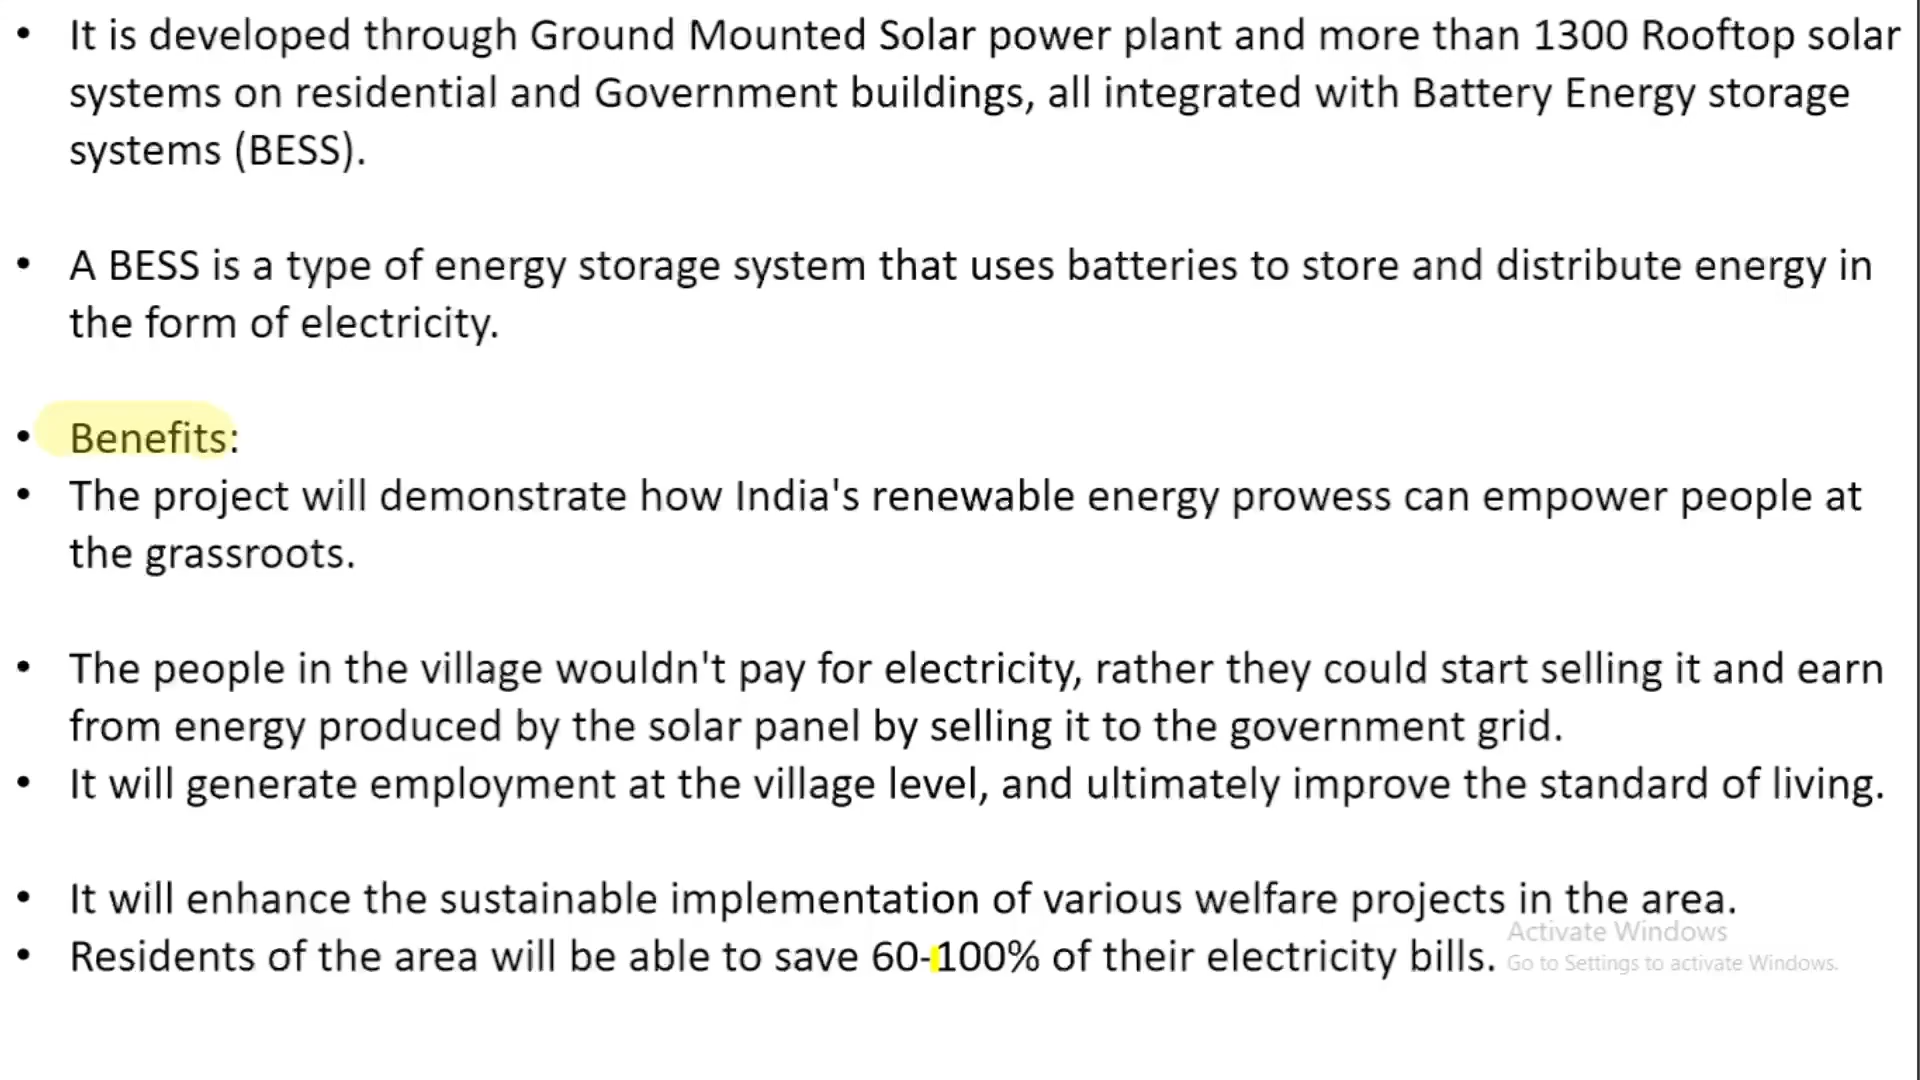 • It is developed through Ground Mounted Solar power plant and more than 1300 Rooftop solar
systems on residential and Government buildings, all integrated with Battery Energy storage
systems (BESS).
• A BESS is a type of energy storage system that uses batteries to store and distribute energy in
the form of electricity.
• Benefits:
• The project will demonstrate how India's renewable energy prowess can empower people at
the grassroots.
• The people in the village wouldn't pay for electricity, rather they could start selling it and earn
from energy produced by the solar panel by selling it to the government grid.
• It will generate employment at the village level, and ultimately improve the standard of living.
• It will enhance the sustainable implementation of various welfare projects in the area.
• Residents of the area will be able to save 60-100% of their electricity bills.
Activate Windows
Go to Settings to activate Windows.